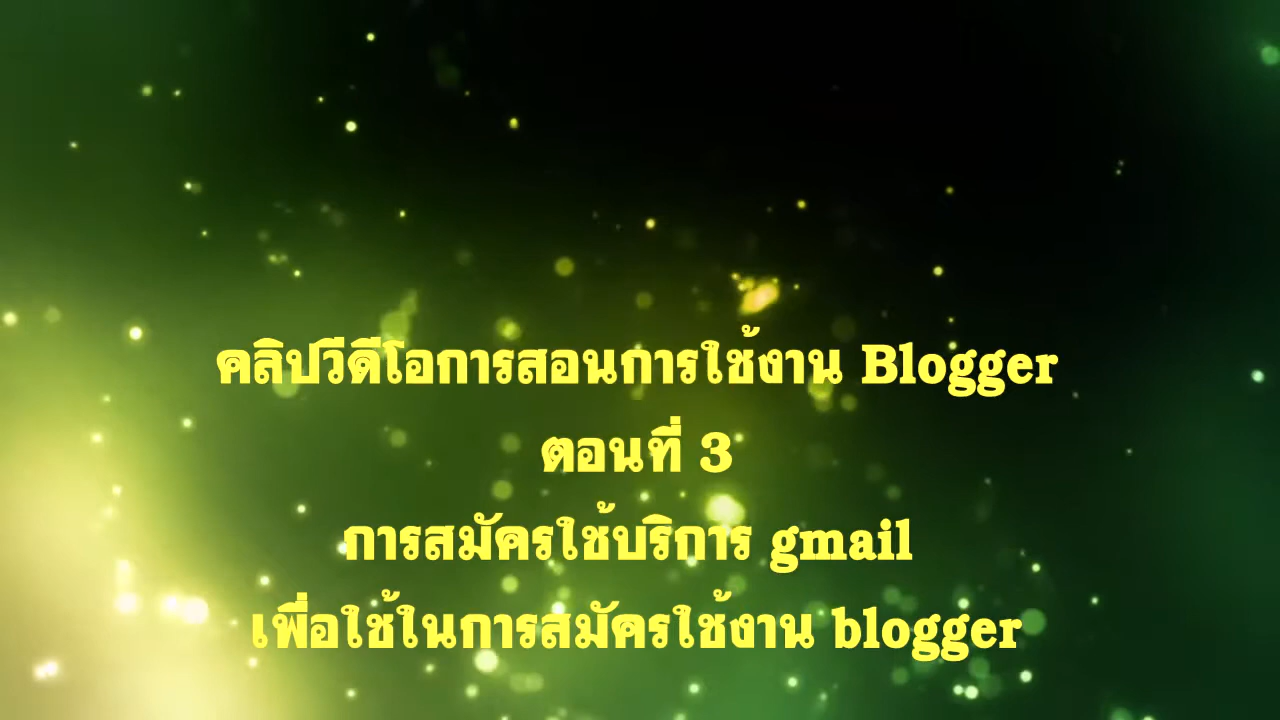 คลิปวีดีโอการสอนการใช้งาน Blogger
ตอนที่ 3
การสมัครใช้บริการ gmail
เพื่อใช้ในการสมัครใช้งาน blogger